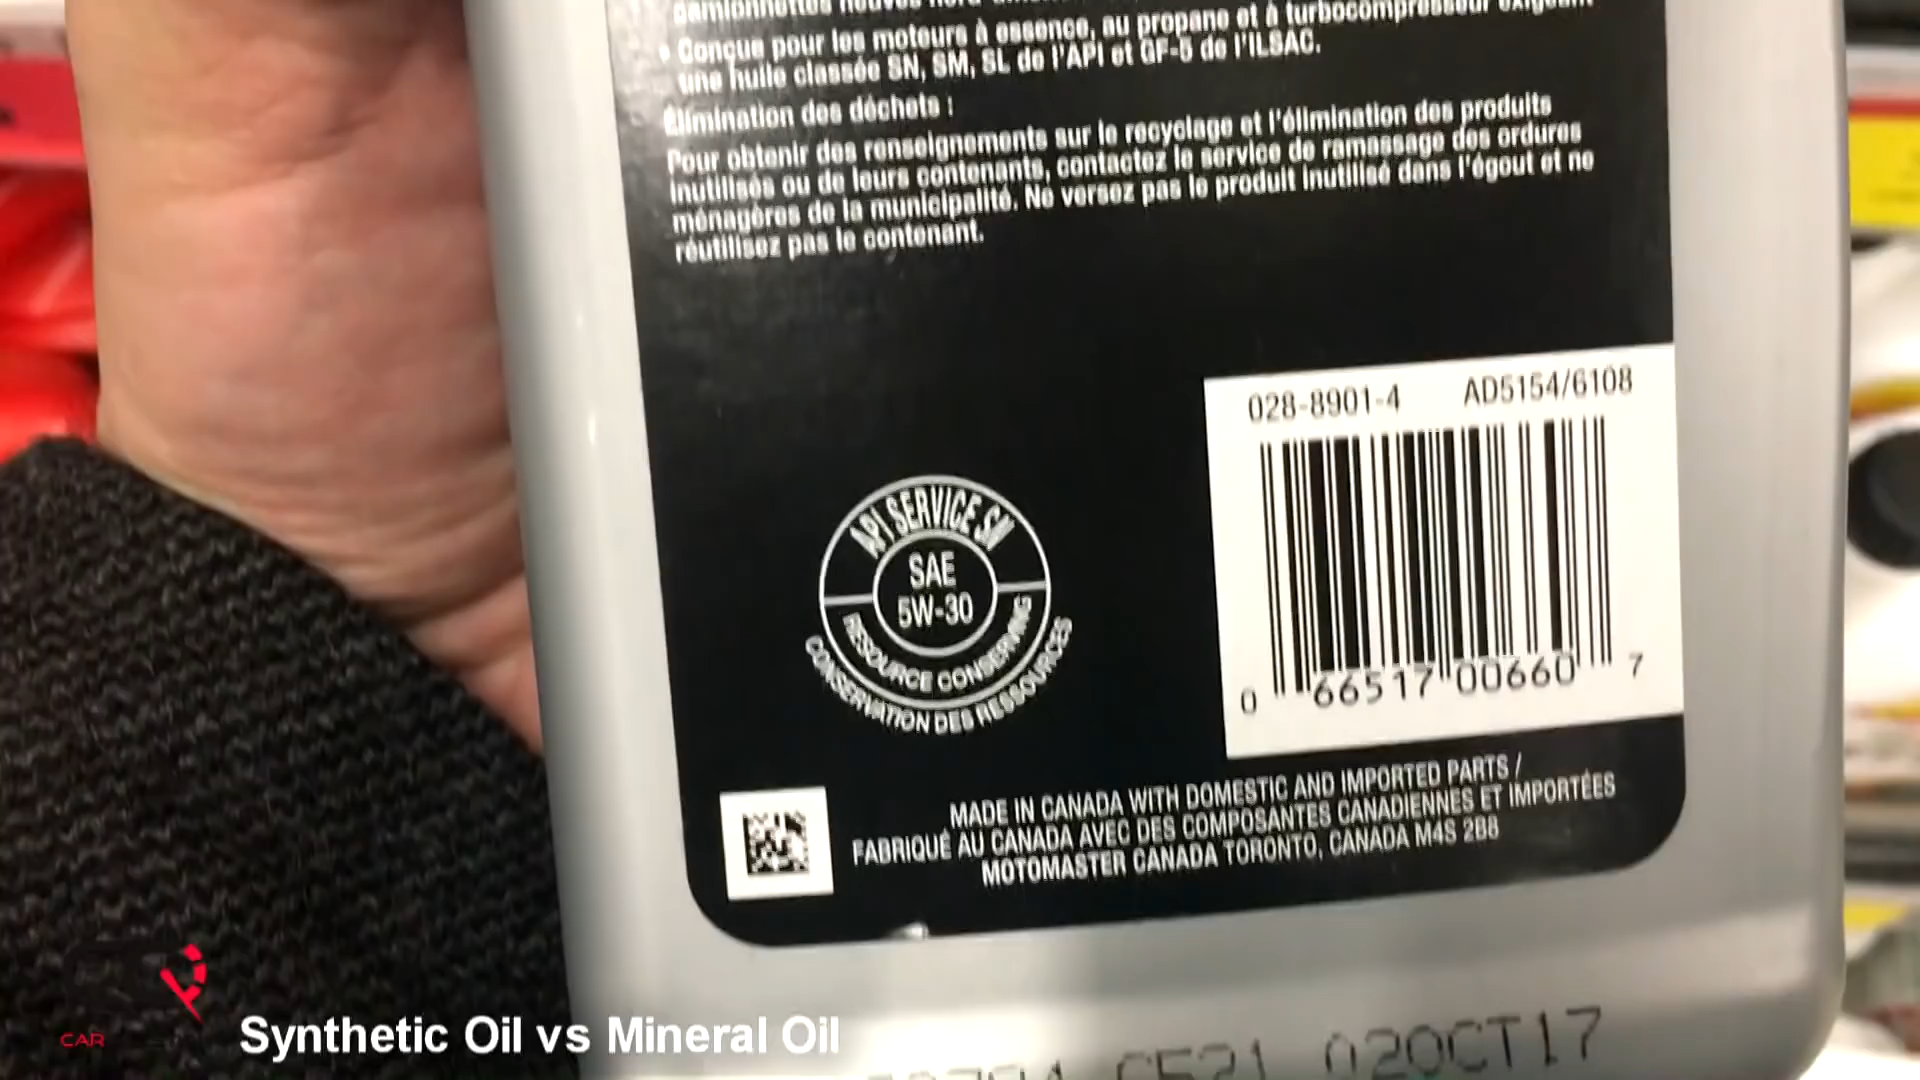 camionnettes neuves
• Conçue pour les moteurs à essence, au propane et à turbocompresseur exigeant
une huile classée SN, SM, SL de l'API et GF-5 de l'ILSAC.
Élimination des déchets :
Pour obtenir des renseignements sur le recyclage et l'élimination des produits
inutilisés ou de leurs contenants, contactez le service de ramassage des ordures
ménagères de la municipalité. Ne versez pas le produit inutilisé dans l'égout et ne
réutilisez pas le contenant.
028-8901-4 AD5154/6108
API SERVICE SN
SAE
5W-30
RESOURCE CONSERVING
CONSERVATION DES RESSOURCES
0 66517 00660 7
MADE IN CANADA WITH DOMESTIC AND IMPORTED PARTS /
FABRIQUÉ AU CANADA AVEC DES COMPOSANTES CANADIENNES ET IMPORTÉES
MOTOMASTER CANADA TORONTO, CANADA M4S 2B8
020CT17
CAR
Synthetic Oil vs Mineral Oil